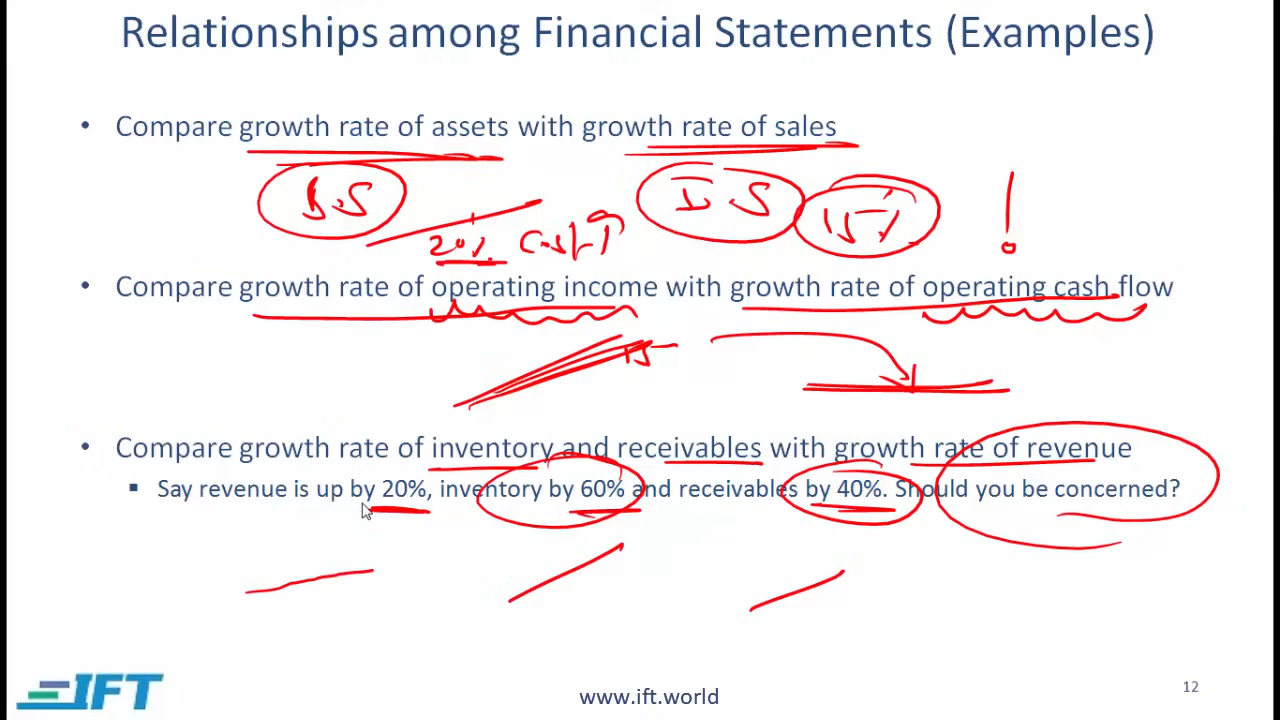 Relationships among Financial Statements (Examples)
• Compare growth rate of assets with growth rate of sales
B.S I.S 15%
20% Cash ↑ !
• Compare growth rate of operating income with growth rate of operating cash flow
15
• Compare growth rate of inventory and receivables with growth rate of revenue
▪ Say revenue is up by 20%, inventory by 60% and receivables by 40%. Should you be concerned?
IFT
www.ift.world
12